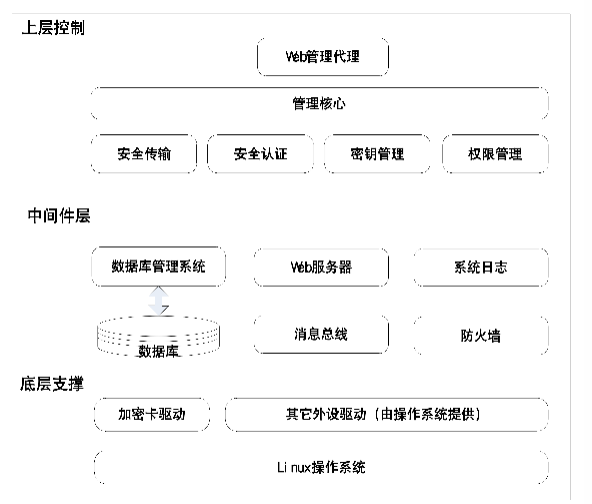 上层控制
Web管理代理
管理核心
安全传输 安全认证 密钥管理 权限管理
中间件层
数据库管理系统 Web服务器 系统日志
数据库 消息总线 防火墙
底层支撑
加密卡驱动 其它外设驱动（由操作系统提供）
Linux操作系统